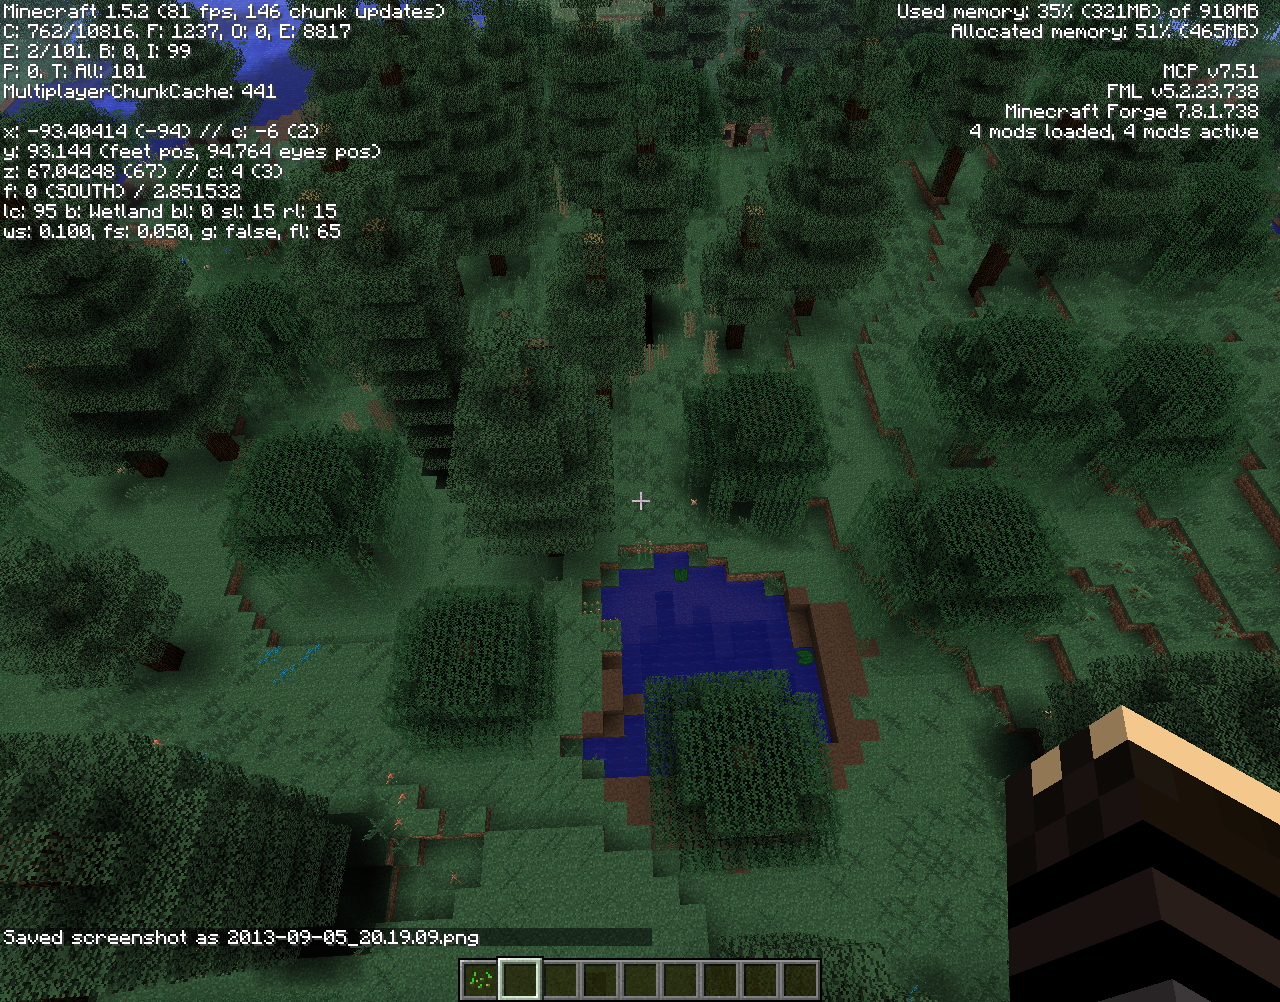 Minecraft 1.5.2 (81 fps, 146 chunk updates)
C: 762/10816. F: 1237, O: 0, E: 8817
E: 2/101. B: 0, I: 99
P: 0. T: All: 101
MultiplayerChunkCache: 441
x: -93.40414 (-94) // c: -6 (2)
y: 93.144 (feet pos, 94.764 eyes pos)
z: 67.04248 (67) // c: 4 (3)
f: 0 (SOUTH) / 2.851532
lc: 95 b: Wetland bl: 0 sl: 15 rl: 15
ws: 0.100, fs: 0.050, g: false, fl: 65
Used memory: 35% (321MB) of 910MB
Allocated memory: 51% (465MB)
MCP v7.51
FML v5.2.23.738
Minecraft Forge 7.8.1.738
4 mods loaded, 4 mods active
Saved screenshot as 2013-09-05_20.19.09.png